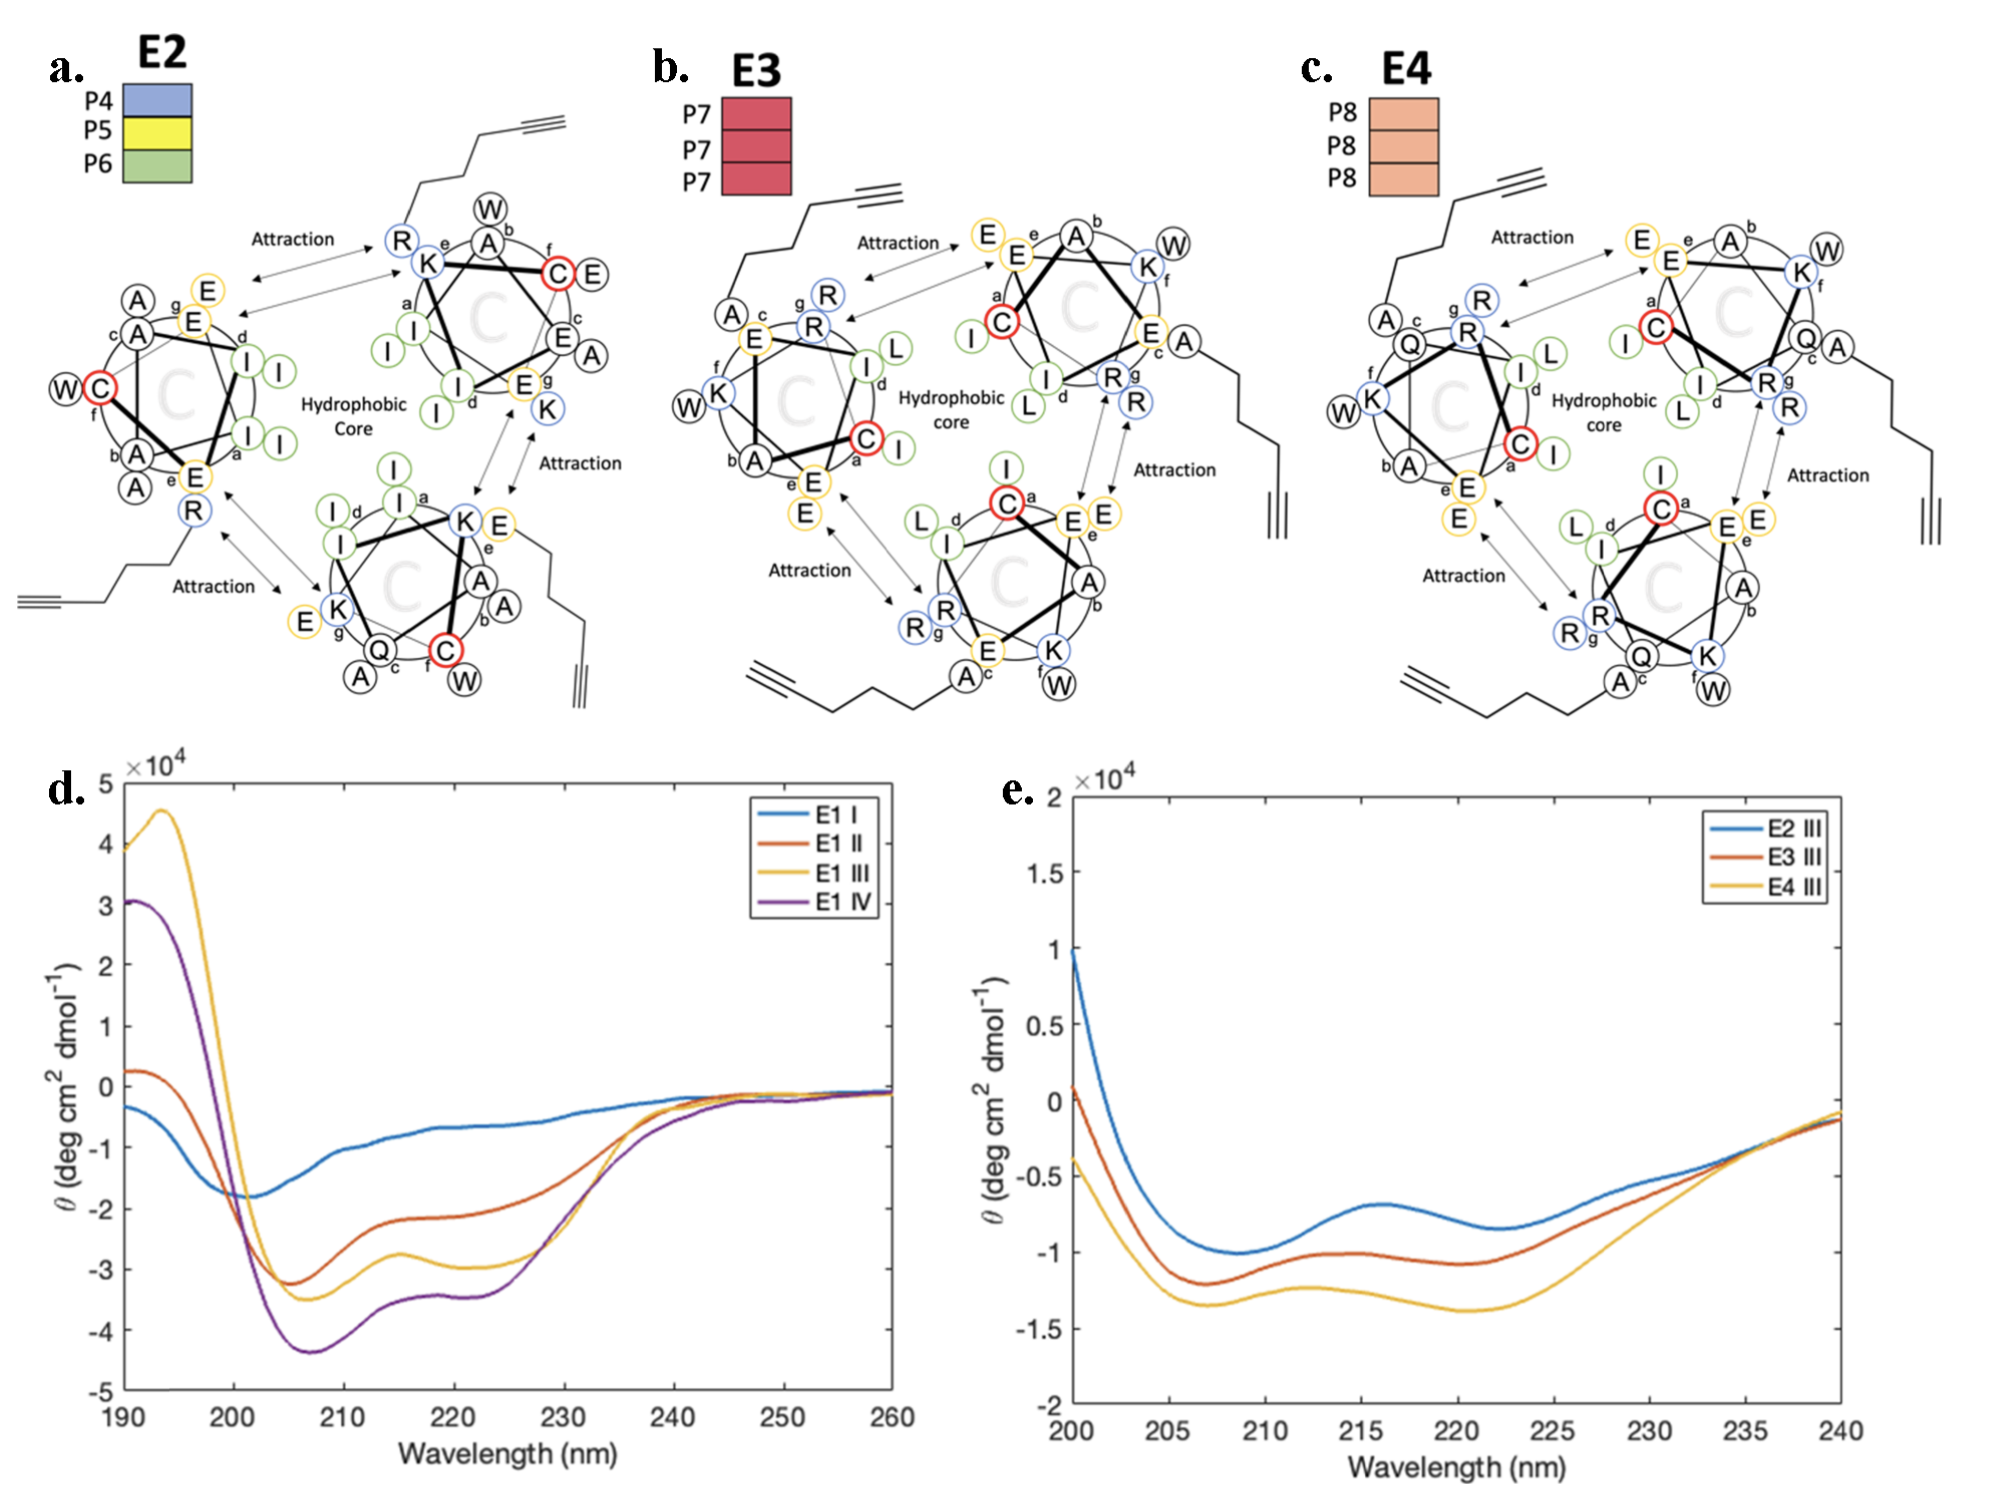 a.
E2
P4
P5
P6
Attraction
Attraction
Attraction
Hydrophobic
Core
R
K
e
W
A
b
f
C
E
c
E
A
g
E
K
d
I
I
a
I
I
C
A
A
c
g
E
E
d
I
I
I
I
a
W
C
f
b
A
A
e
E
R
C
I
I
a
I
I
d
K
E
e
A
A
b
C
W
f
Q
A
c
K
E
g
C
b.
E3
P7
P7
P7
Attraction
Attraction
Attraction
Hydrophobic
core
A
E
c
g
R
R
I
L
d
C
I
a
E
E
e
A
b
K
W
f
C
E
E
e
A
b
K
W
f
E
A
c
R
R
g
I
L
d
C
I
a
C
I
C
a
E
E
e
A
b
K
W
f
E
A
c
R
R
g
I
L
d
C
c.
E4
P8
P8
P8
Attraction
Attraction
Attraction
Hydrophobic
core
A
Q
c
g
R
R
I
L
d
C
I
a
E
E
e
A
b
K
W
f
C
E
E
e
A
b
K
W
f
Q
A
c
R
R
g
I
L
d
C
I
a
C
I
C
a
E
E
e
A
b
K
W
f
Q
A
c
R
R
g
I
L
d
C
d.
×10⁴
5
4
3
2
1
0
-1
-2
-3
-4
-5
190 200 210 220 230 240 250 260
Wavelength (nm)
θ (deg cm² dmol⁻¹)
E1 I
E1 II
E1 III
E1 IV
e.
×10⁴
2
1.5
1
0.5
0
-0.5
-1
-1.5
-2
200 205 210 215 220 225 230 235 240
Wavelength (nm)
θ (deg cm² dmol⁻¹)
E2 III
E3 III
E4 III